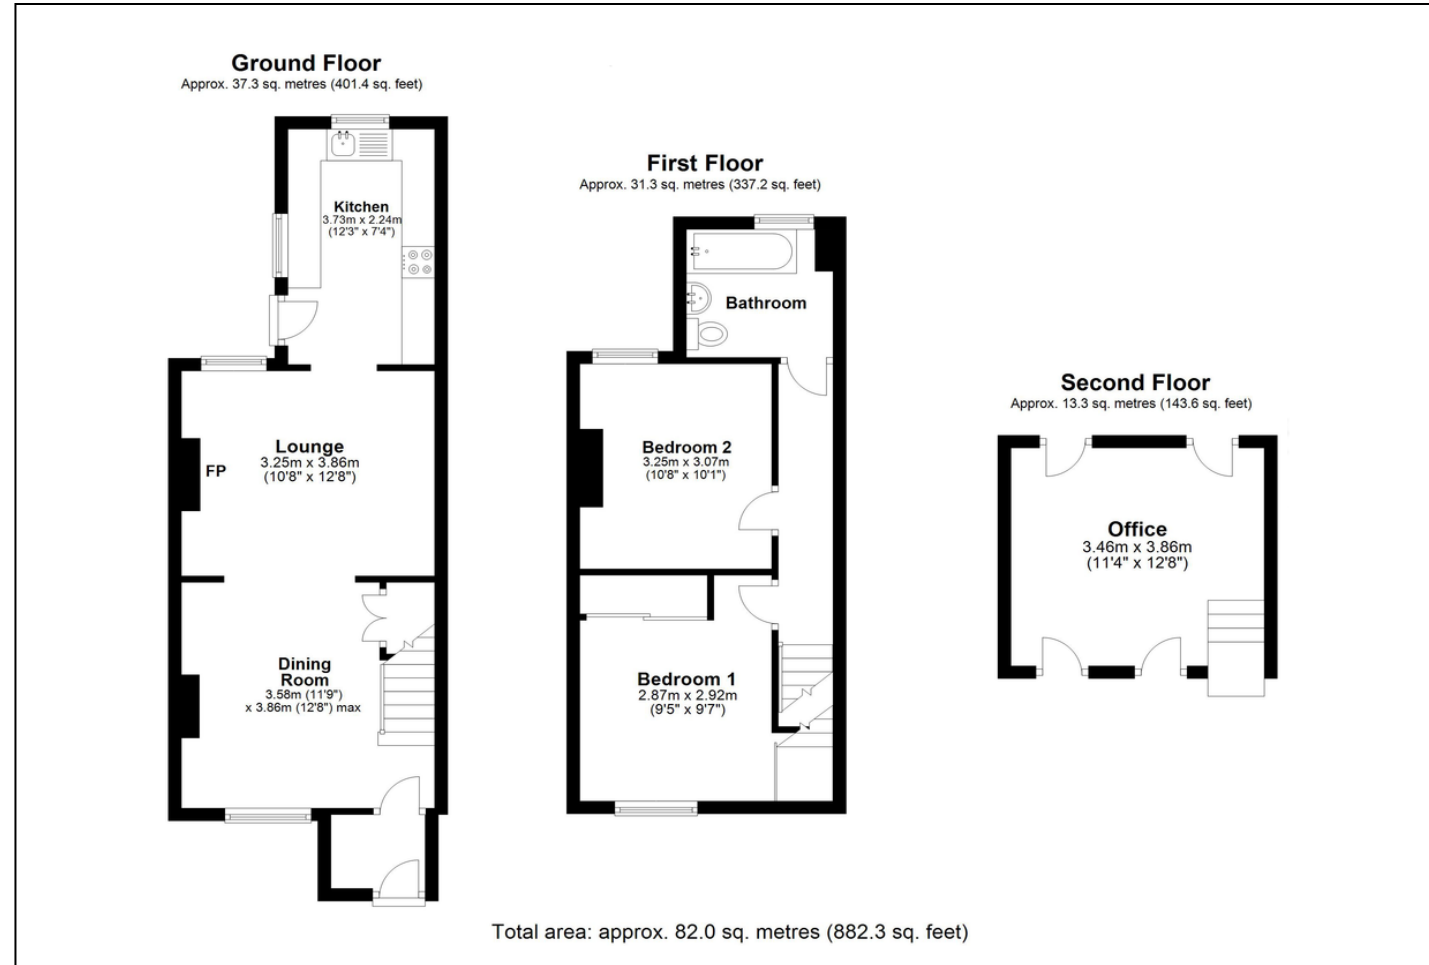 Ground Floor
Approx. 37.3 sq. metres (401.4 sq. feet)
Kitchen
3.73m x 2.24m
(12'3" x 7'4")
Lounge
3.25m x 3.86m
(10'8" x 12'8")
FP
Dining
Room
3.58m (11'9")
x 3.86m (12'8") max
First Floor
Approx. 31.3 sq. metres (337.2 sq. feet)
Bathroom
Bedroom 2
3.25m x 3.07m
(10'8" x 10'1")
Bedroom 1
2.87m x 2.92m
(9'5" x 9'7")
Second Floor
Approx. 13.3 sq. metres (143.6 sq. feet)
Office
3.46m x 3.86m
(11'4" x 12'8")
Total area: approx. 82.0 sq. metres (882.3 sq. feet)